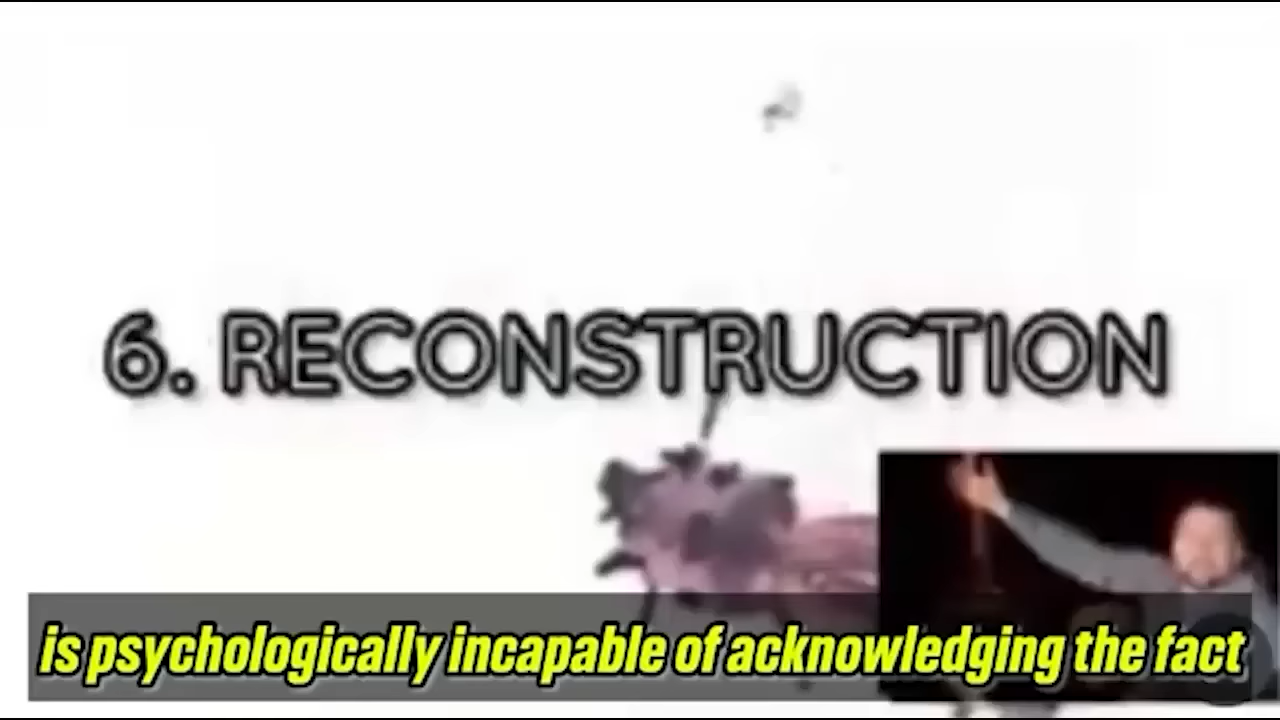 6. RECONSTRUCTION
is psychologically incapable of acknowledging the fact